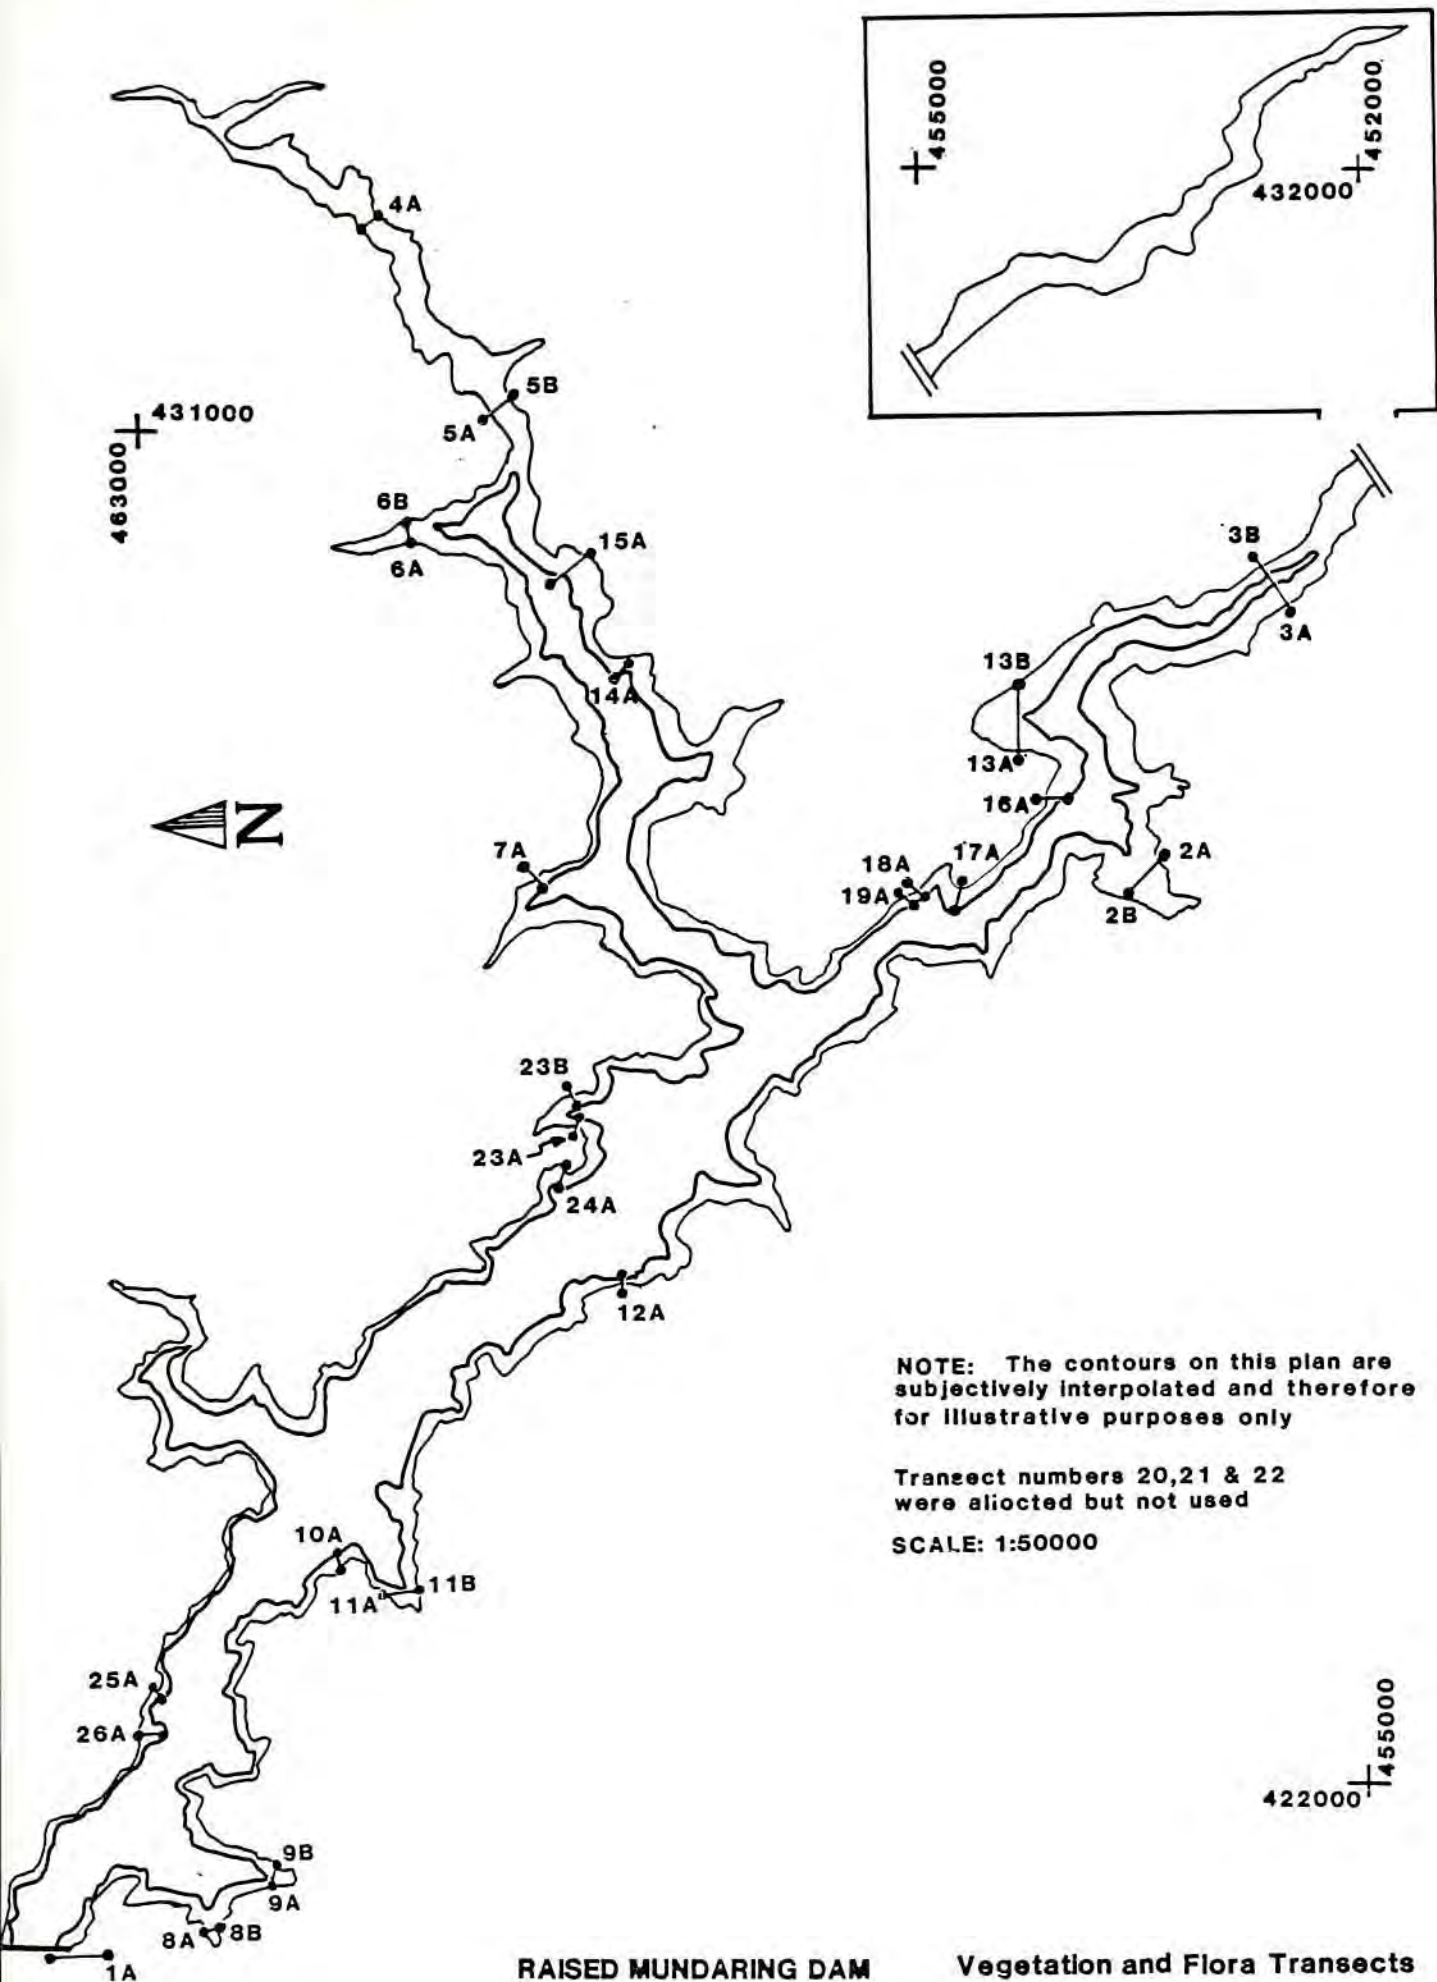 455000
452000
432000
4A
5B
5A
431000
463000
6B
6A
15A
3B
3A
14A
13B
13A
16A
N
7A
17A
18A
19A
2A
2B
23B
23A
24A
12A
NOTE: The contours on this plan are
subjectively interpolated and therefore
for illustrative purposes only
Transect numbers 20,21 & 22
were aliocted but not used
SCALE: 1:50000
10A
11A
11B
25A
26A
455000
422000
9B
9A
8A
8B
1A
RAISED MUNDARING DAM
Vegetation and Flora Transects